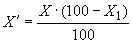 X′ = X · (100 − X₁) / 100